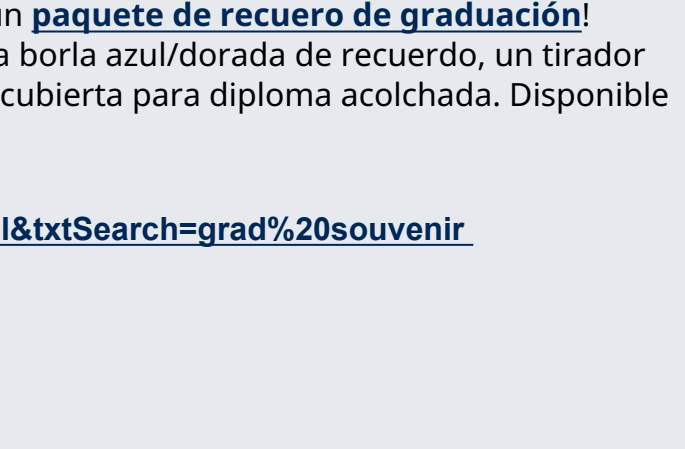 un paquete de recuero de graduación!
a borla azul/dorada de recuerdo, un tirador
cubierta para diploma acolchada. Disponible
l&txtSearch=grad%20souvenir